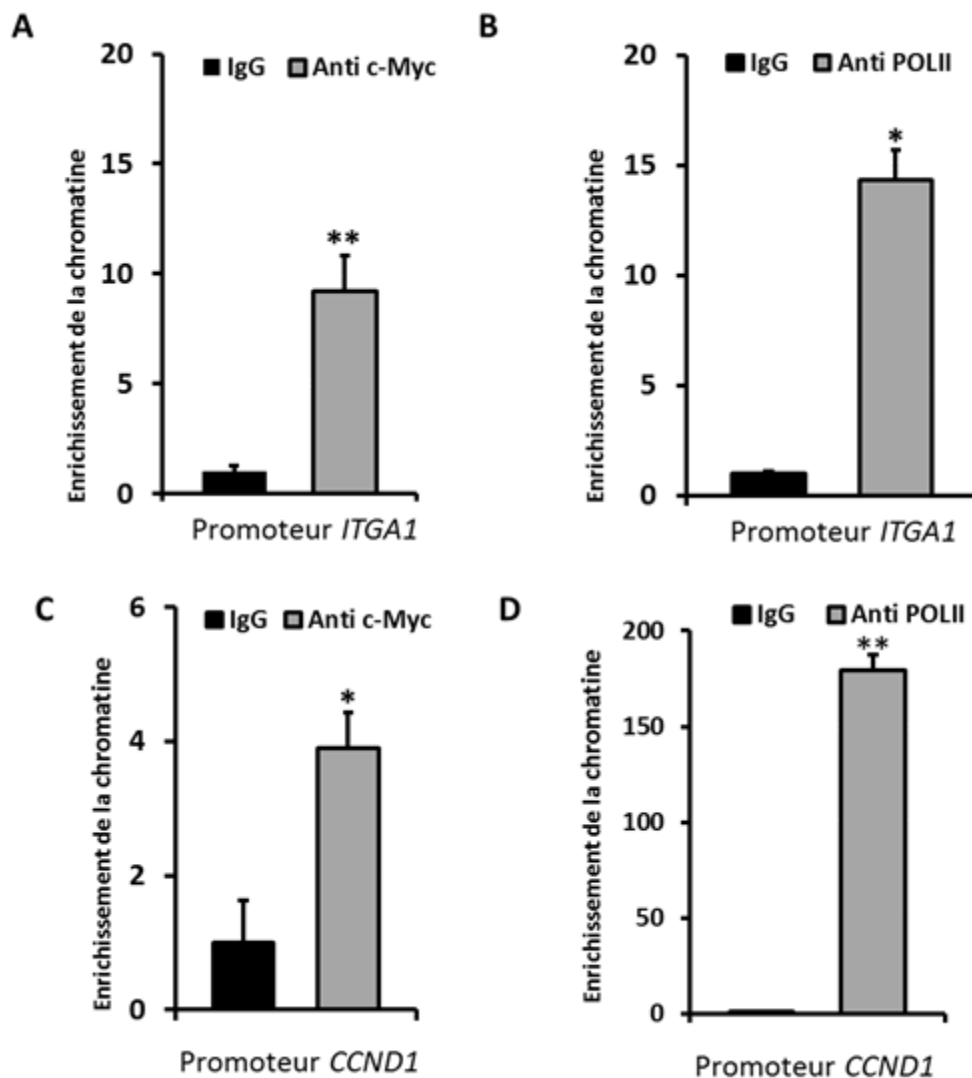 A
Enrichissement de la chromatine
20
15
10
5
0
IgG Anti c-Myc
**
Promoteur ITGA1
B
Enrichissement de la chromatine
20
15
10
5
0
IgG Anti POLII
*
Promoteur ITGA1
C
Enrichissement de la chromatine
6
4
2
0
IgG Anti c-Myc
*
Promoteur CCND1
D
Enrichissement de la chromatine
200
150
100
50
0
IgG Anti POLII
**
Promoteur CCND1